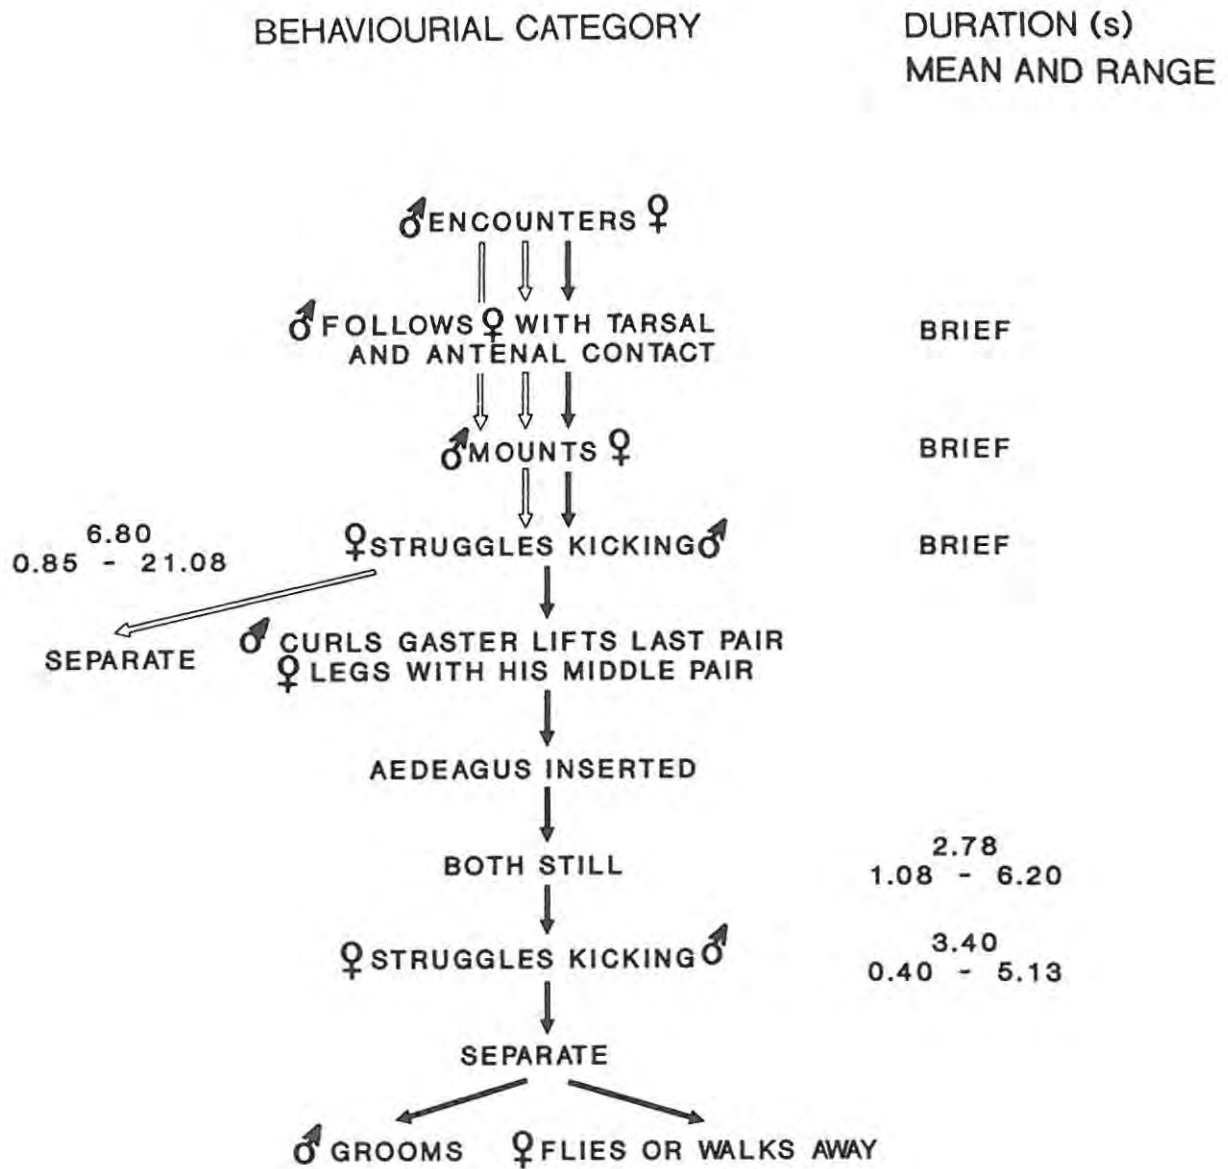 BEHAVIOURIAL CATEGORY
DURATION (s)
MEAN AND RANGE
♂ENCOUNTERS ♀
♂FOLLOWS♀ WITH TARSAL
AND ANTENAL CONTACT
BRIEF
♂MOUNTS ♀
BRIEF
6.80
0.85 - 21.08
♀STRUGGLES KICKING♂
BRIEF
SEPARATE
♂ CURLS GASTER LIFTS LAST PAIR
♀ LEGS WITH HIS MIDDLE PAIR
AEDEAGUS INSERTED
BOTH STILL
2.78
1.08 - 6.20
♀STRUGGLES KICKING♂
3.40
0.40 - 5.13
SEPARATE
♂ GROOMS
♀FLIES OR WALKS AWAY